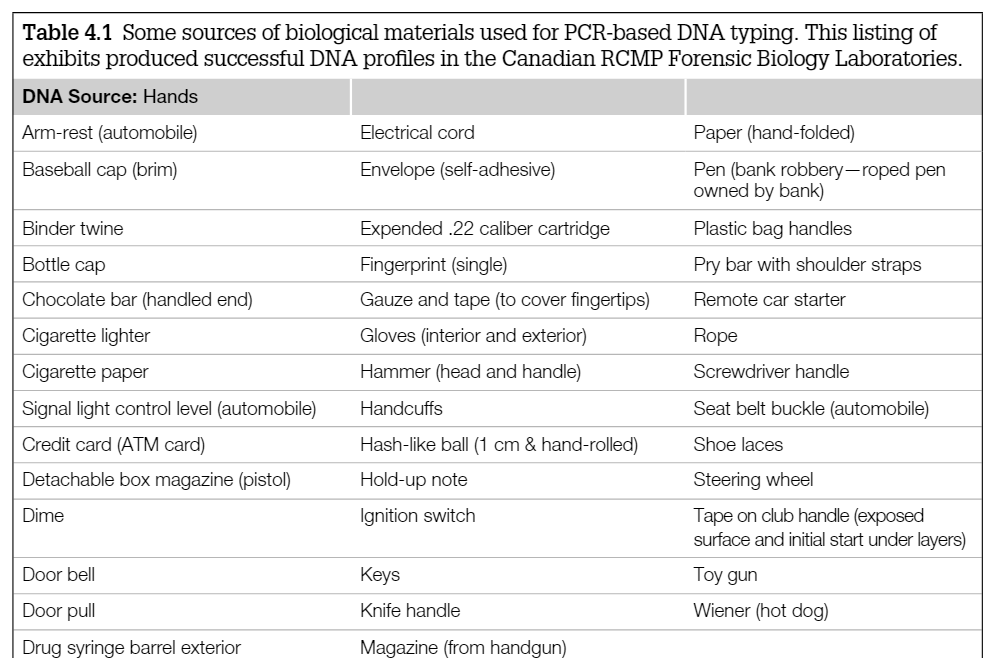 Table 4.1 Some sources of biological materials used for PCR-based DNA typing. This listing of
exhibits produced successful DNA profiles in the Canadian RCMP Forensic Biology Laboratories.
DNA Source: Hands
Arm-rest (automobile) Electrical cord Paper (hand-folded)
Baseball cap (brim) Envelope (self-adhesive) Pen (bank robbery—roped pen
owned by bank)
Binder twine Expended .22 caliber cartridge Plastic bag handles
Bottle cap Fingerprint (single) Pry bar with shoulder straps
Chocolate bar (handled end) Gauze and tape (to cover fingertips) Remote car starter
Cigarette lighter Gloves (interior and exterior) Rope
Cigarette paper Hammer (head and handle) Screwdriver handle
Signal light control level (automobile) Handcuffs Seat belt buckle (automobile)
Credit card (ATM card) Hash-like ball (1 cm & hand-rolled) Shoe laces
Detachable box magazine (pistol) Hold-up note Steering wheel
Dime Ignition switch Tape on club handle (exposed
surface and initial start under layers)
Door bell Keys Toy gun
Door pull Knife handle Wiener (hot dog)
Drug syringe barrel exterior Magazine (from handgun)